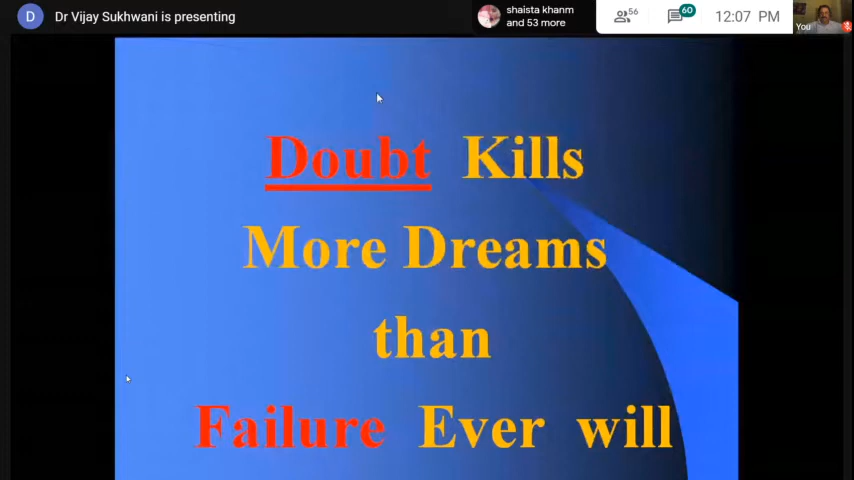 D
Dr Vijay Sukhwani is presenting
shaista khanm
and 53 more
56
60
12:07 PM
You
Doubt Kills
More Dreams
than
Failure Ever will